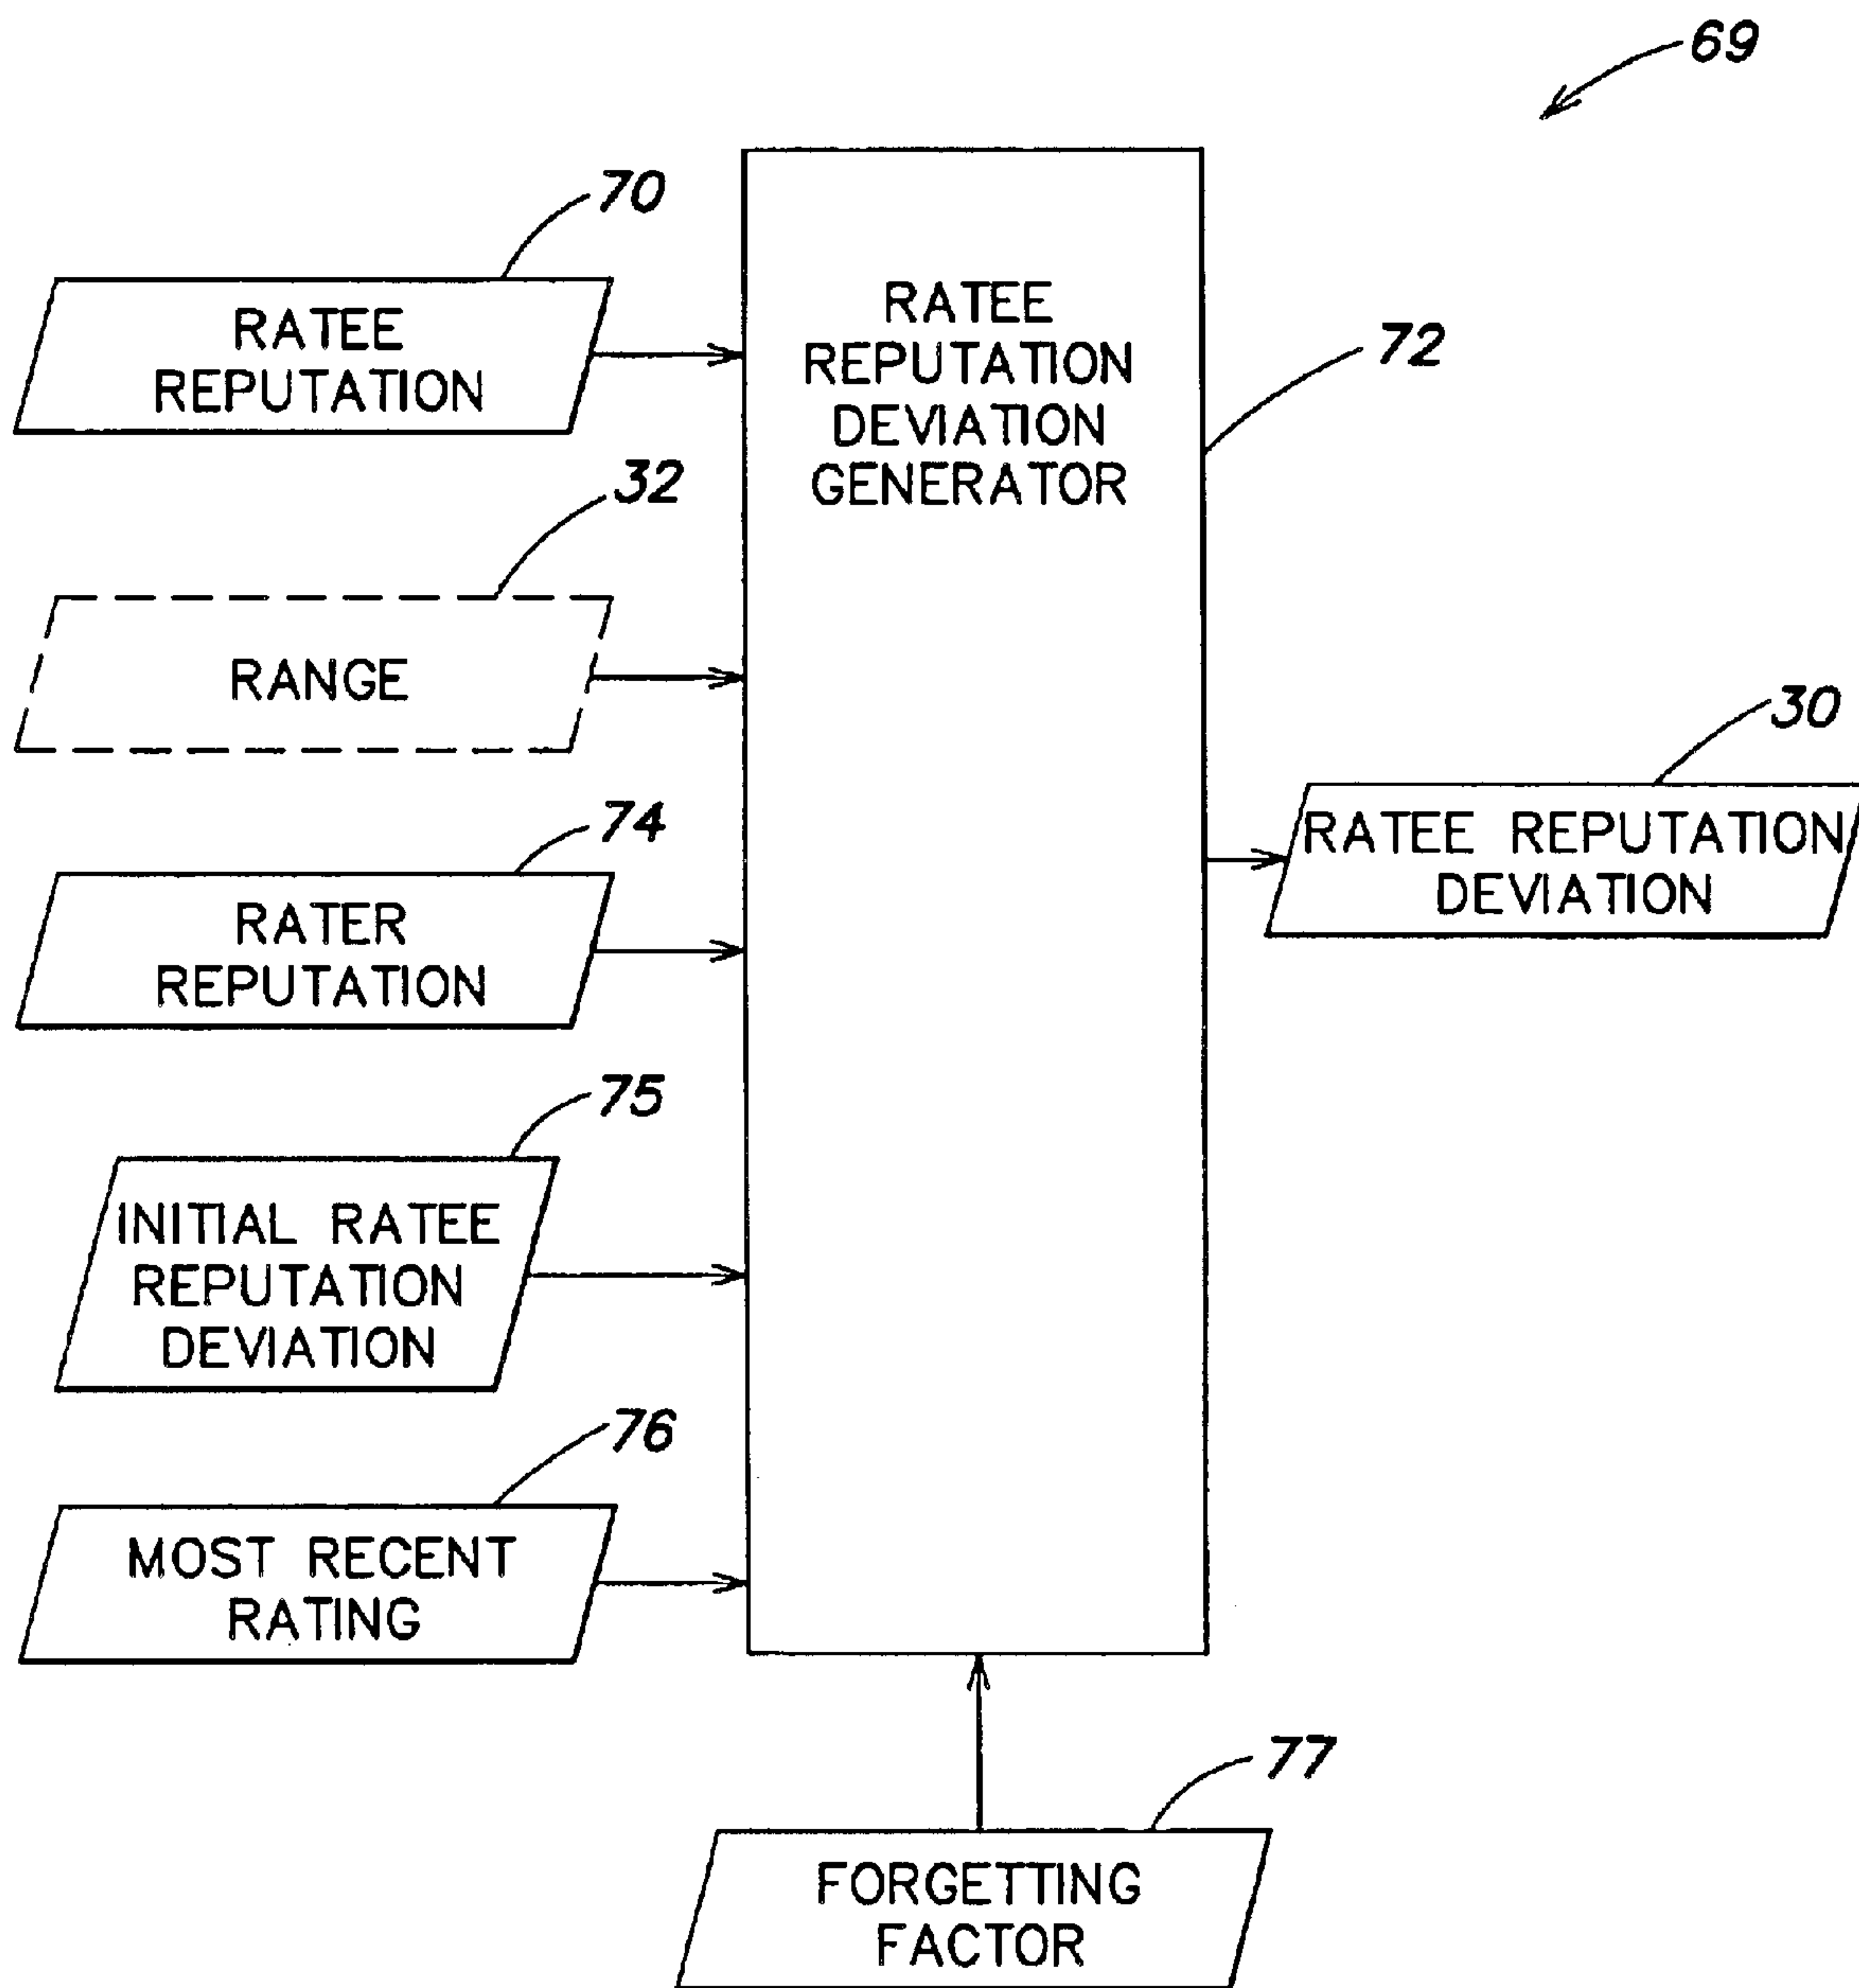 69
70
RATEE
REPUTATION
32
RANGE
74
RATER
REPUTATION
75
INITIAL RATEE
REPUTATION
DEVIATION
76
MOST RECENT
RATING
RATEE
REPUTATION
DEVIATION
GENERATOR
72
30
RATEE REPUTATION
DEVIATION
77
FORGETTING
FACTOR